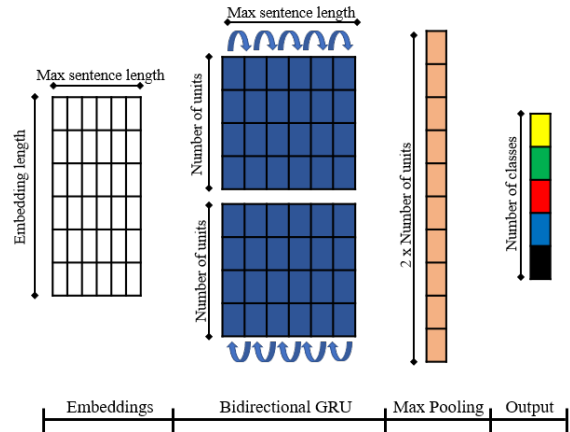 Max sentence length
Max sentence length
Embedding length
Number of units
Number of units
2 x Number of units
Number of classes
Embeddings
Bidirectional GRU
Max Pooling
Output